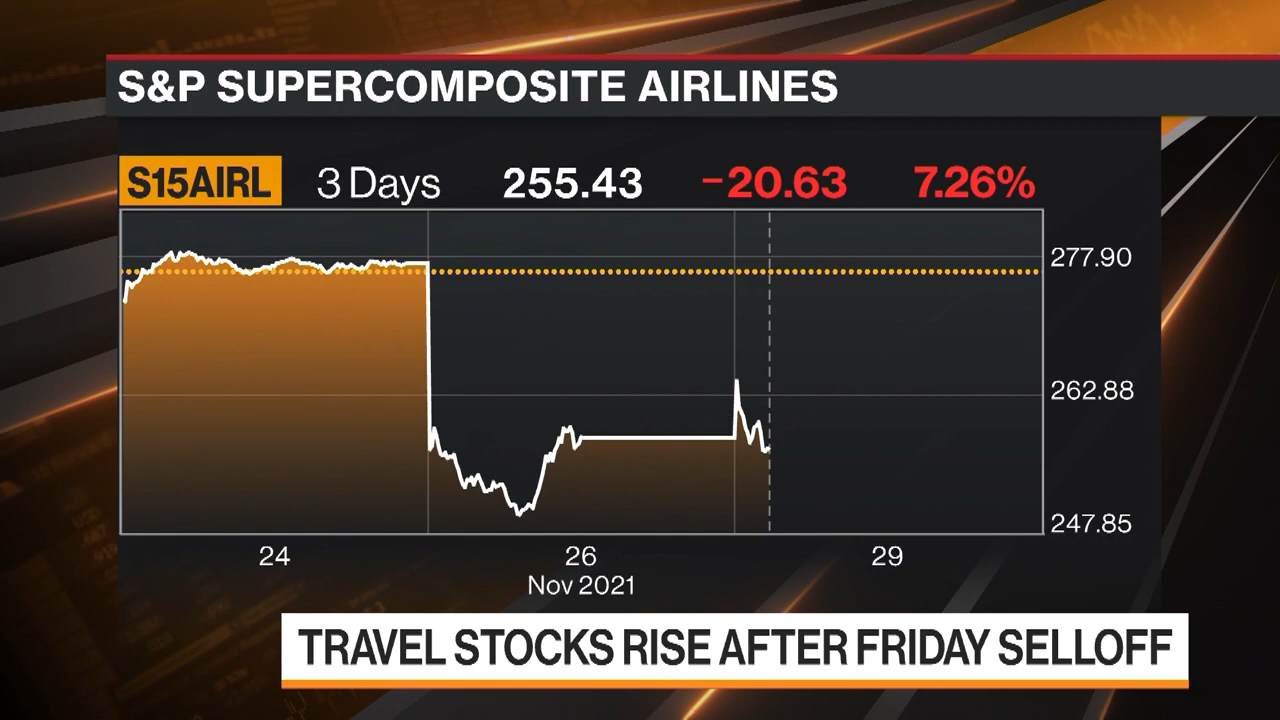 S&P SUPERCOMPOSITE AIRLINES
S15AIRL 3 Days 255.43 -20.63 7.26%
277.90
262.88
247.85
24 26 29
Nov 2021
TRAVEL STOCKS RISE AFTER FRIDAY SELLOFF